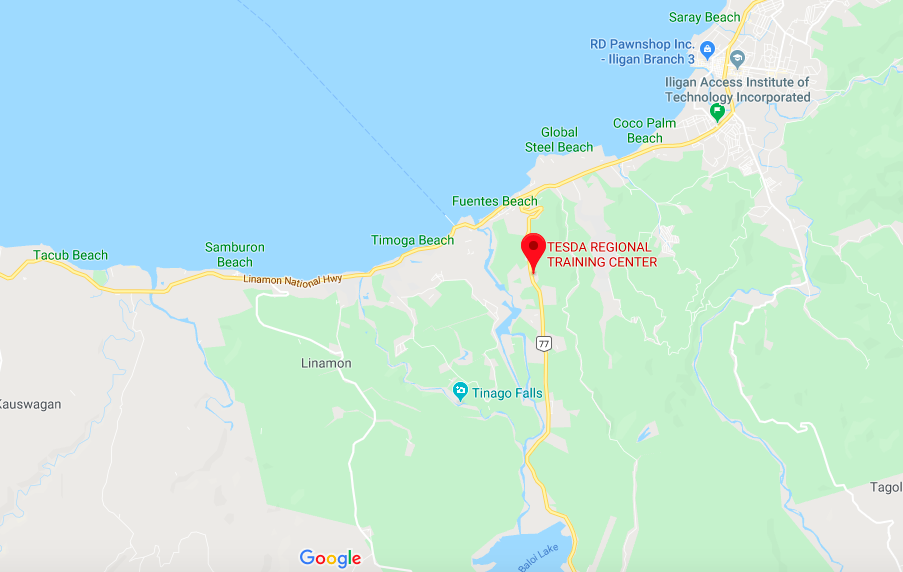 Saray Beach
RD Pawnshop Inc.
- Iligan Branch 3
Iligan Access Institute of
Technology Incorporated
Coco Palm
Beach
Global
Steel Beach
Fuentes Beach
Timoga Beach
Samburon
Beach
Tacub Beach
TESDA REGIONAL
TRAINING CENTER
Linamon National Hwy
77
Linamon
Tinago Falls
Kauswagan
Tagol
Baloi Lake
Google